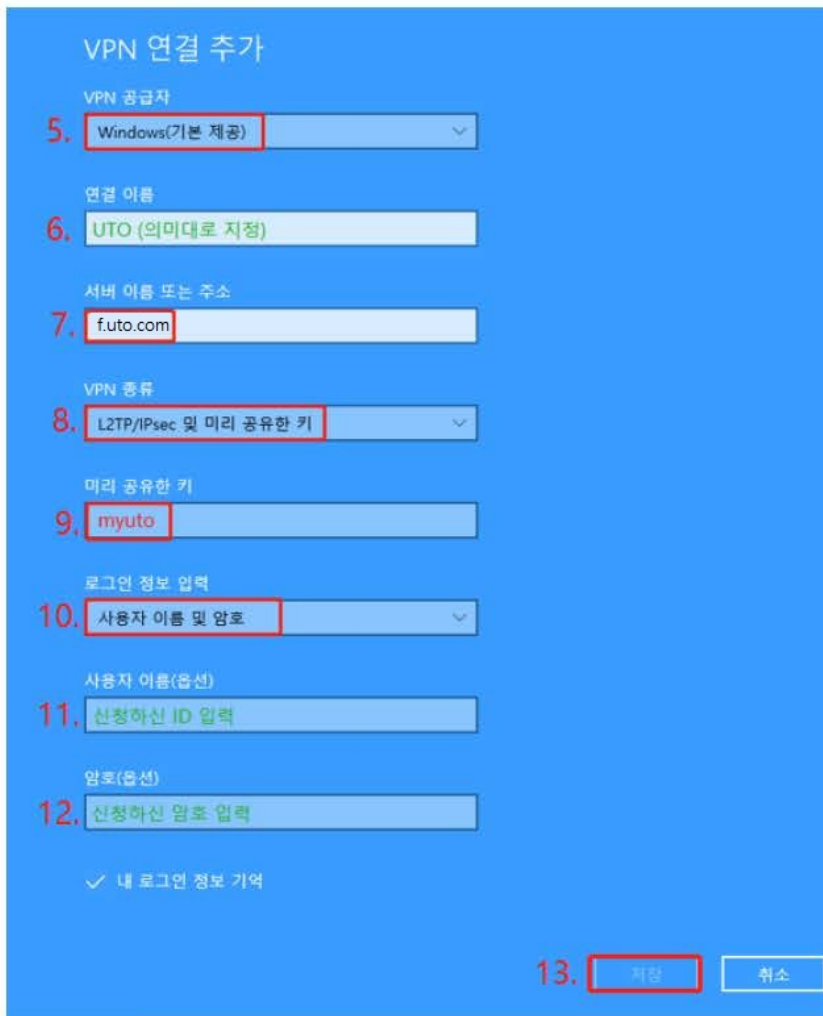 VPN 연결 추가
VPN 공급자
5. Windows(기본 제공)
연결 이름
6. UTO (의미대로 지정)
서버 이름 또는 주소
7. f.uto.com
VPN 종류
8. L2TP/IPsec 및 미리 공유한 키
미리 공유한 키
9. myuto
로그인 정보 입력
10. 사용자 이름 및 암호
사용자 이름(옵션)
11. 신청하신 ID 입력
암호(옵션)
12. 신청하신 암호 입력
내 로그인 정보 기억
13. 저장 취소